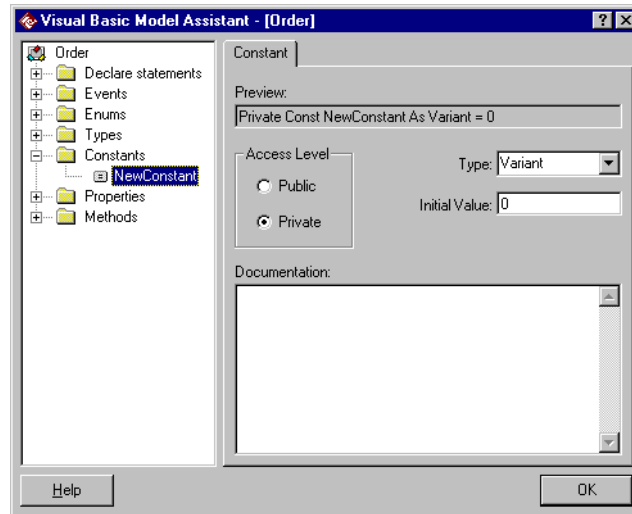 Visual Basic Model Assistant - [Order]
Order
Declare statements
Events
Enums
Types
Constants
NewConstant
Properties
Methods
Constant
Preview:
Private Const NewConstant As Variant = 0
Access Level
Public
Private
Type: Variant
Initial Value: 0
Documentation:
Help
OK